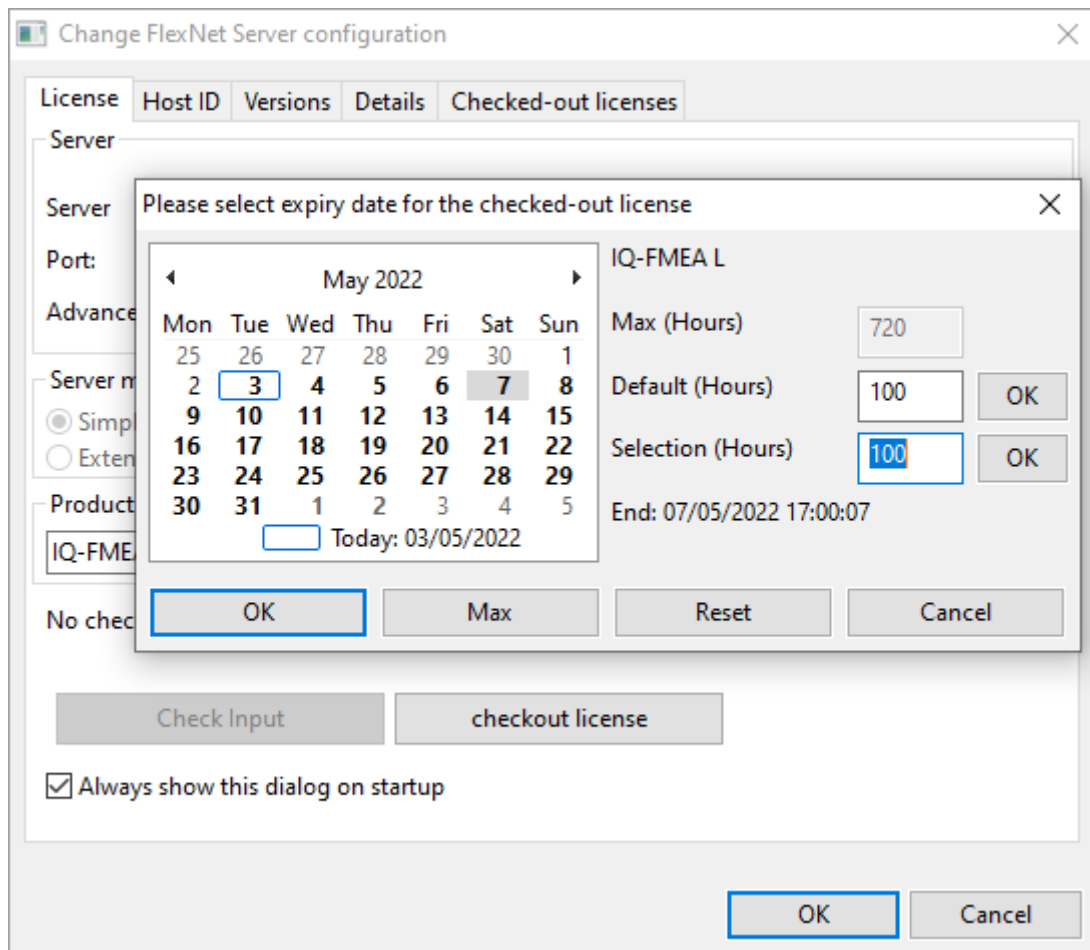 Change FlexNet Server configuration
License Host ID Versions Details Checked-out licenses
Server
Server
Port:
Advance
Server m
Simpl
Exten
Product
IQ-FME
No chec
Please select expiry date for the checked-out license
May 2022
Mon Tue Wed Thu Fri Sat Sun
25 26 27 28 29 30 1
2 3 4 5 6 7 8
9 10 11 12 13 14 15
16 17 18 19 20 21 22
23 24 25 26 27 28 29
30 31 1 2 3 4 5
Today: 03/05/2022
IQ-FMEA L
Max (Hours) 720
Default (Hours) 100 OK
Selection (Hours) 100 OK
End: 07/05/2022 17:00:07
OK Max Reset Cancel
Check Input checkout license
Always show this dialog on startup
OK Cancel